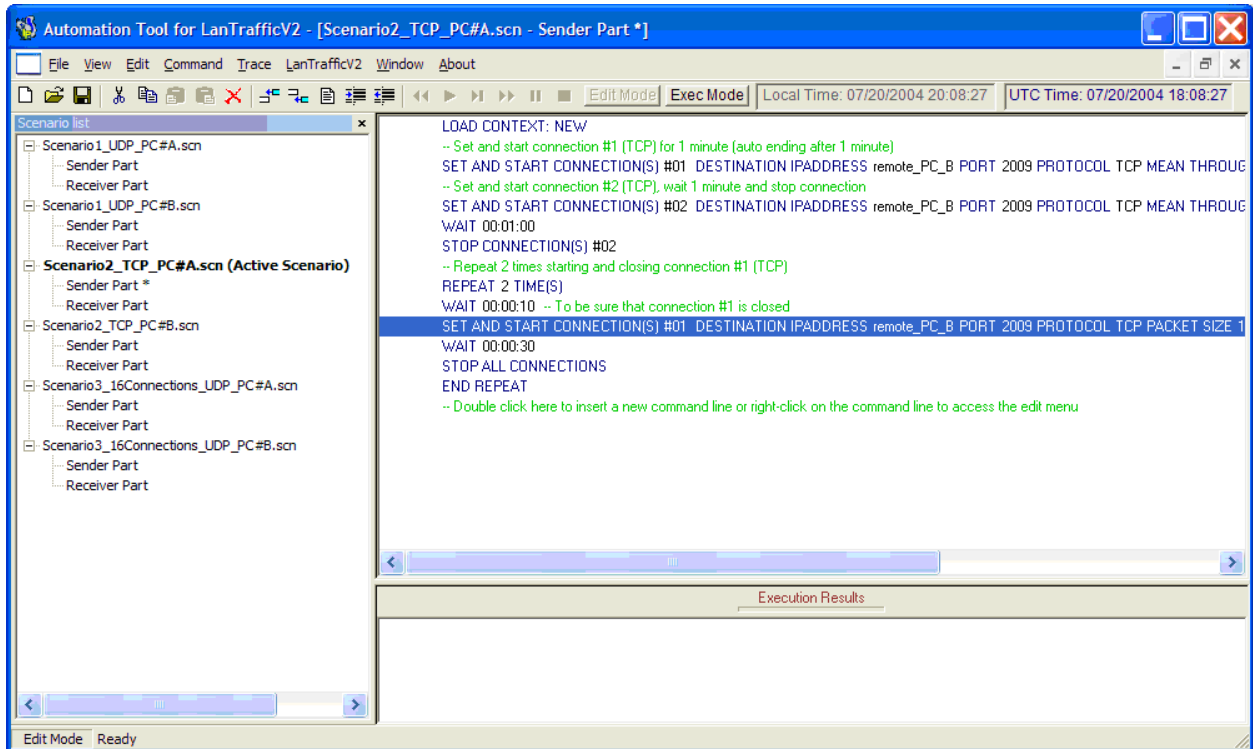 Automation Tool for LanTrafficV2 - [Scenario2_TCP_PC#A.scn - Sender Part *]
File View Edit Command Trace LanTrafficV2 Window About
Edit Mode Exec Mode Local Time: 07/20/2004 20:08:27 UTC Time: 07/20/2004 18:08:27
Scenario list
Scenario1_UDP_PC#A.scn
Sender Part
Receiver Part
Scenario1_UDP_PC#B.scn
Sender Part
Receiver Part
Scenario2_TCP_PC#A.scn (Active Scenario)
Sender Part *
Receiver Part
Scenario2_TCP_PC#B.scn
Sender Part
Receiver Part
Scenario3_16Connections_UDP_PC#A.scn
Sender Part
Receiver Part
Scenario3_16Connections_UDP_PC#B.scn
Sender Part
Receiver Part
LOAD CONTEXT: NEW
-- Set and start connection #1 (TCP) for 1 minute (auto ending after 1 minute)
SET AND START CONNECTION(S) #01 DESTINATION IPADDRESS remote_PC_B PORT 2009 PROTOCOL TCP MEAN THROUG
-- Set and start connection #2 (TCP), wait 1 minute and stop connection
SET AND START CONNECTION(S) #02 DESTINATION IPADDRESS remote_PC_B PORT 2009 PROTOCOL TCP MEAN THROUG
WAIT 00:01:00
STOP CONNECTION(S) #02
-- Repeat 2 times starting and closing connection #1 (TCP)
REPEAT 2 TIME(S)
WAIT 00:00:10 -- To be sure that connection #1 is closed
SET AND START CONNECTION(S) #01 DESTINATION IPADDRESS remote_PC_B PORT 2009 PROTOCOL TCP PACKET SIZE 1
WAIT 00:00:30
STOP ALL CONNECTIONS
END REPEAT
-- Double click here to insert a new command line or right-click on the command line to access the edit menu
Execution Results
Edit Mode Ready